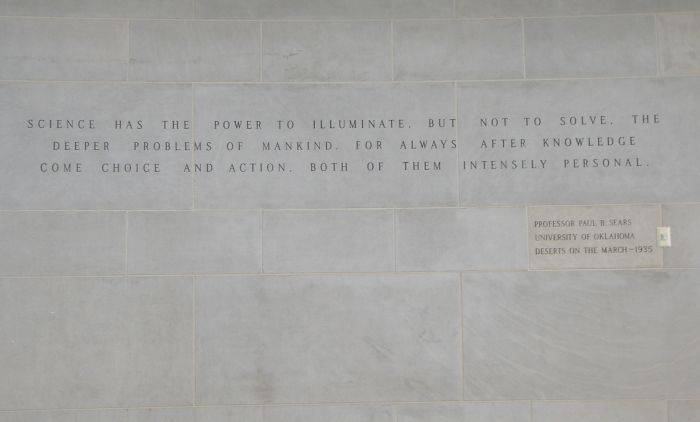 SCIENCE HAS THE POWER TO ILLUMINATE, BUT NOT TO SOLVE, THE
DEEPER PROBLEMS OF MANKIND. FOR ALWAYS AFTER KNOWLEDGE
COME CHOICE AND ACTION, BOTH OF THEM INTENSELY PERSONAL.
PROFESSOR PAUL B. SEARS
UNIVERSITY OF OKLAHOMA
DESERTS ON THE MARCH-1935